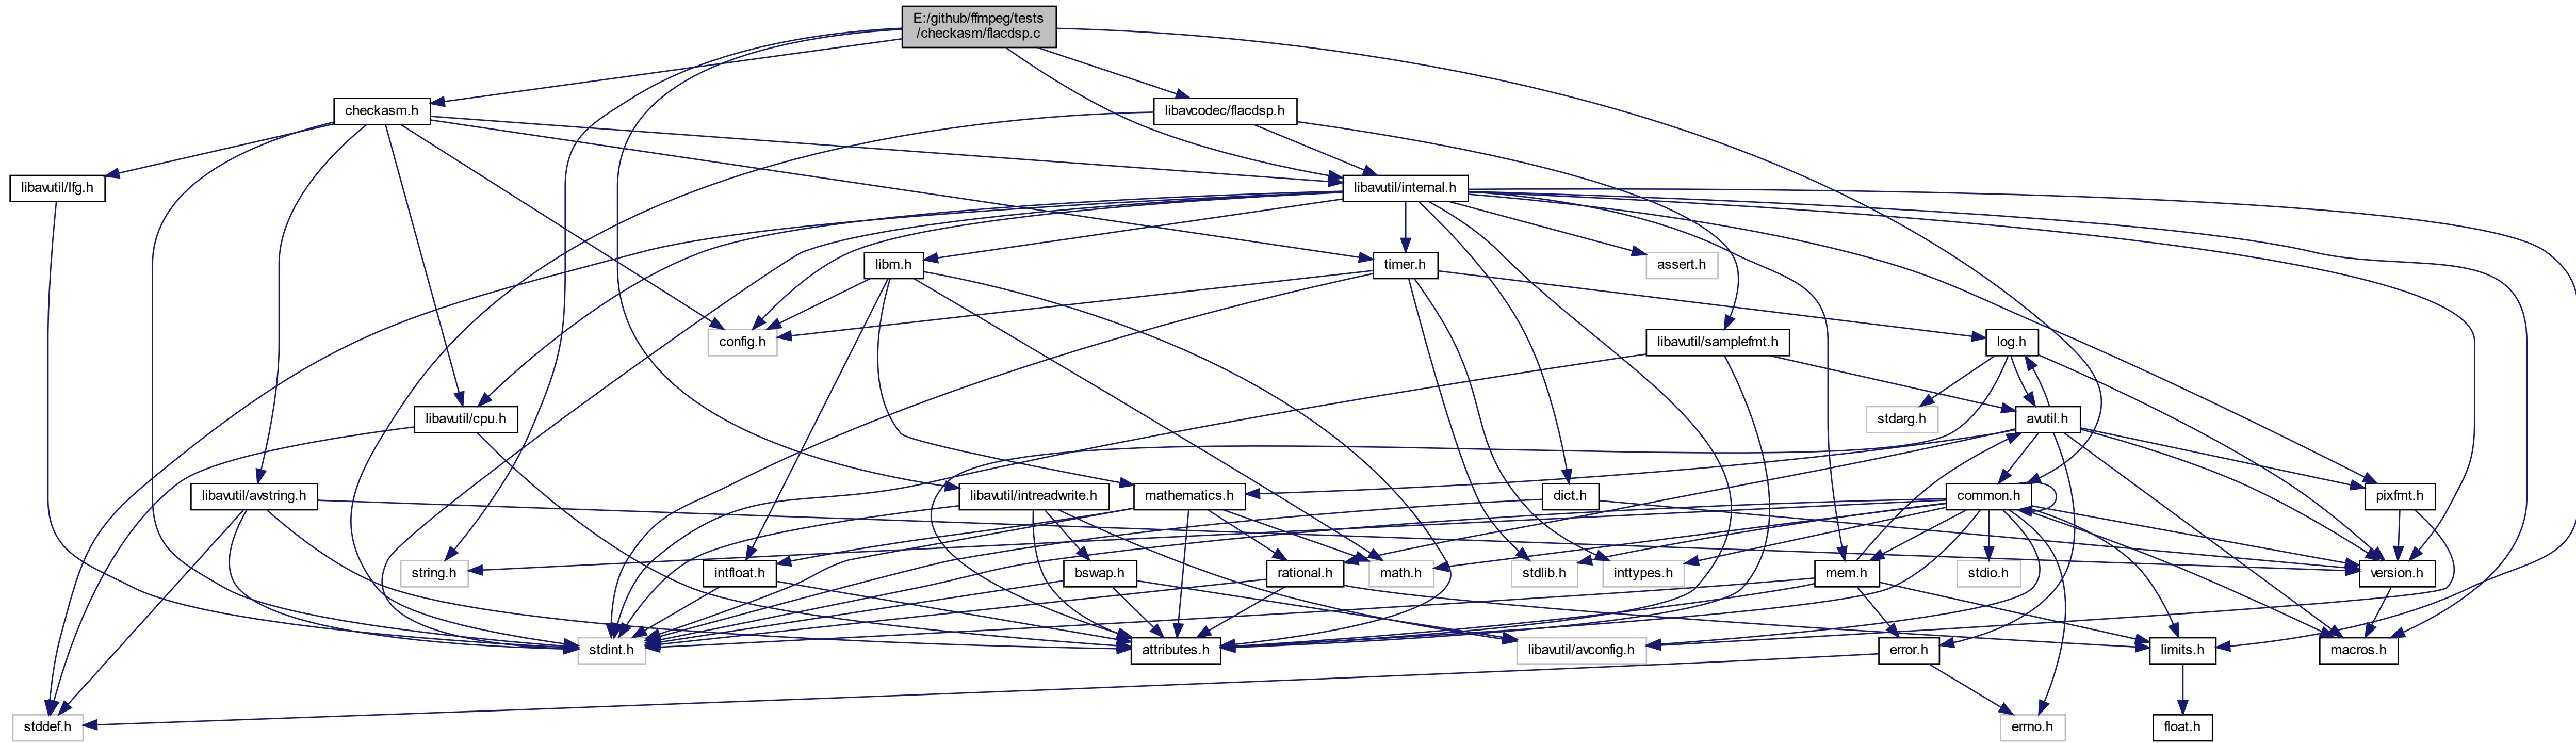 E:/github/ffmpeg/tests
/checkasm/flacdsp.c
checkasm.h
libavcodec/flacdsp.h
libavutil/lfg.h
libavutil/internal.h
libm.h
timer.h
assert.h
config.h
libavutil/samplefmt.h
log.h
libavutil/cpu.h
stdarg.h
avutil.h
libavutil/avstring.h
libavutil/intreadwrite.h
mathematics.h
dict.h
common.h
pixfmt.h
string.h
intfloat.h
bswap.h
rational.h
math.h
stdlib.h
inttypes.h
mem.h
stdio.h
version.h
stdint.h
attributes.h
libavutil/avconfig.h
error.h
limits.h
macros.h
stddef.h
errno.h
float.h